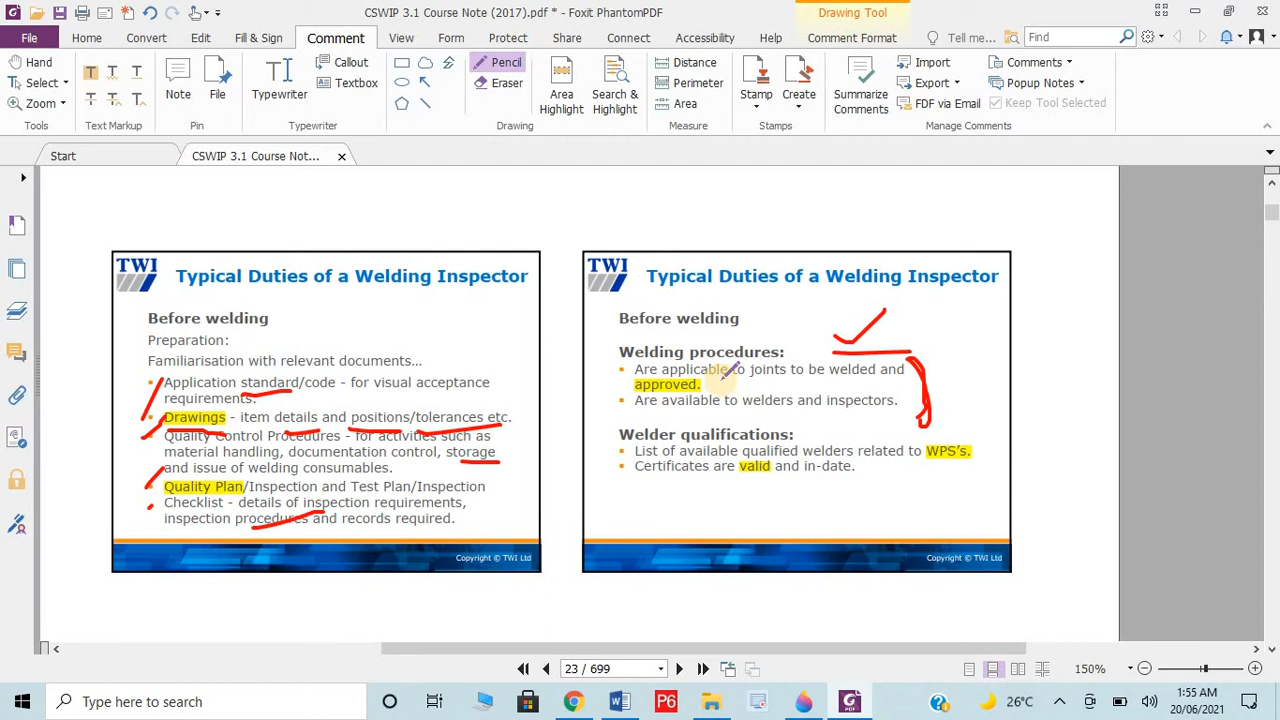 CSWIP 3.1 Course Note (2017).pdf * - Foxit PhantomPDF
Drawing Tool
File Home Convert Edit Fill & Sign Comment View Form Protect Share Connect Accessibility Help Comment Format Tell me... Find
Hand
Select
Zoom
Tools
T T T
T T T
Text Markup
Note
File
Pin
Typewriter
Callout
Textbox
Typewriter
Pencil
Eraser
Drawing
Area Highlight
Search & Highlight
Distance
Perimeter
Area
Measure
Stamp
Create
Stamps
Summarize Comments
Import
Export
FDF via Email
Comments
Popup Notes
Keep Tool Selected
Manage Comments
Start
CSWIP 3.1 Course Not...
TWI
Typical Duties of a Welding Inspector
Before welding
Preparation:
Familiarisation with relevant documents...
Application standard/code - for visual acceptance
requirements.
Drawings - item details and positions/tolerances etc.
Quality Control Procedures - for activities such as
material handling, documentation control, storage
and issue of welding consumables.
Quality Plan/Inspection and Test Plan/Inspection
Checklist - details of inspection requirements,
inspection procedures and records required.
Copyright © TWI Ltd
TWI
Typical Duties of a Welding Inspector
Before welding
Welding procedures:
Are applicable to joints to be welded and
approved.
Are available to welders and inspectors.
Welder qualifications:
List of available qualified welders related to WPS's.
Certificates are valid and in-date.
Copyright © TWI Ltd
23 / 699
150%
Type here to search
P6
W
PDF
26°C
1:55 AM
20/06/2021